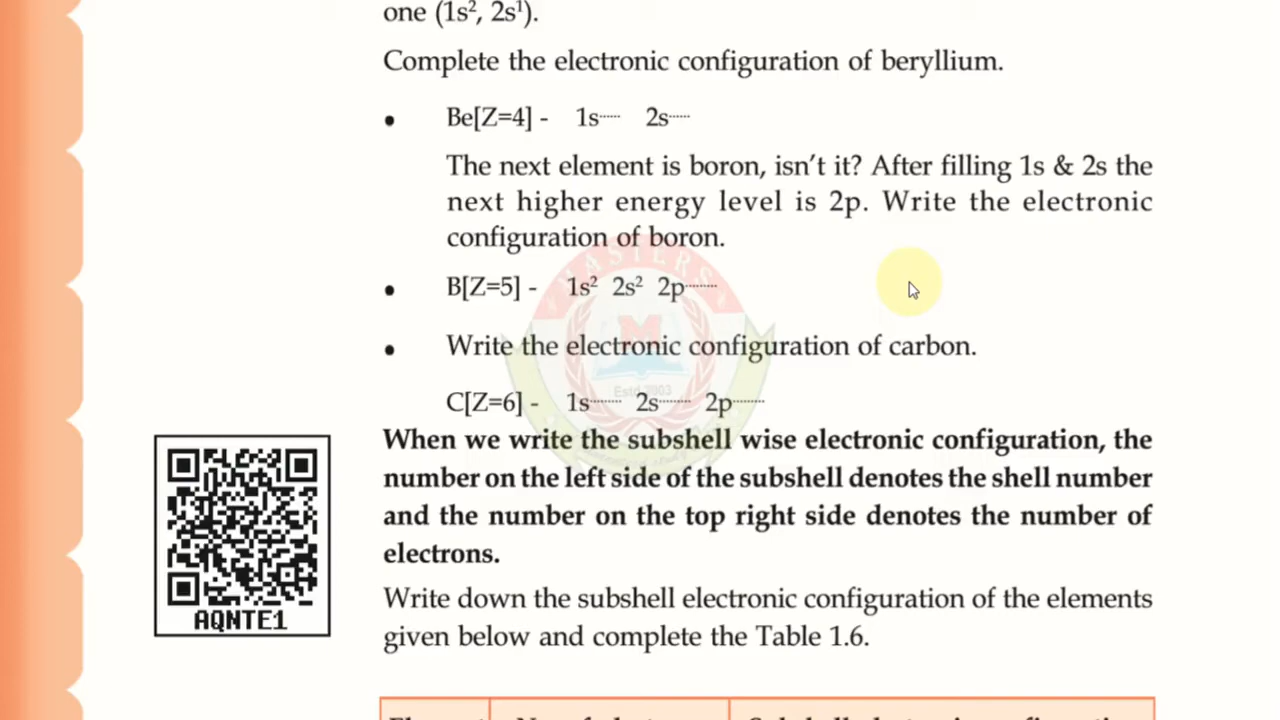 one (1s², 2s¹).
Complete the electronic configuration of beryllium.
• Be[Z=4] - 1s...... 2s......
The next element is boron, isn't it? After filling 1s & 2s the
next higher energy level is 2p. Write the electronic
configuration of boron.
• B[Z=5] - 1s² 2s² 2p.........
• Write the electronic configuration of carbon.
C[Z=6] - 1s......... 2s......... 2p.........
When we write the subshell wise electronic configuration, the
number on the left side of the subshell denotes the shell number
and the number on the top right side denotes the number of
electrons.
AQNTE1
Write down the subshell electronic configuration of the elements
given below and complete the Table 1.6.
MASTERS
M
Estd 2003